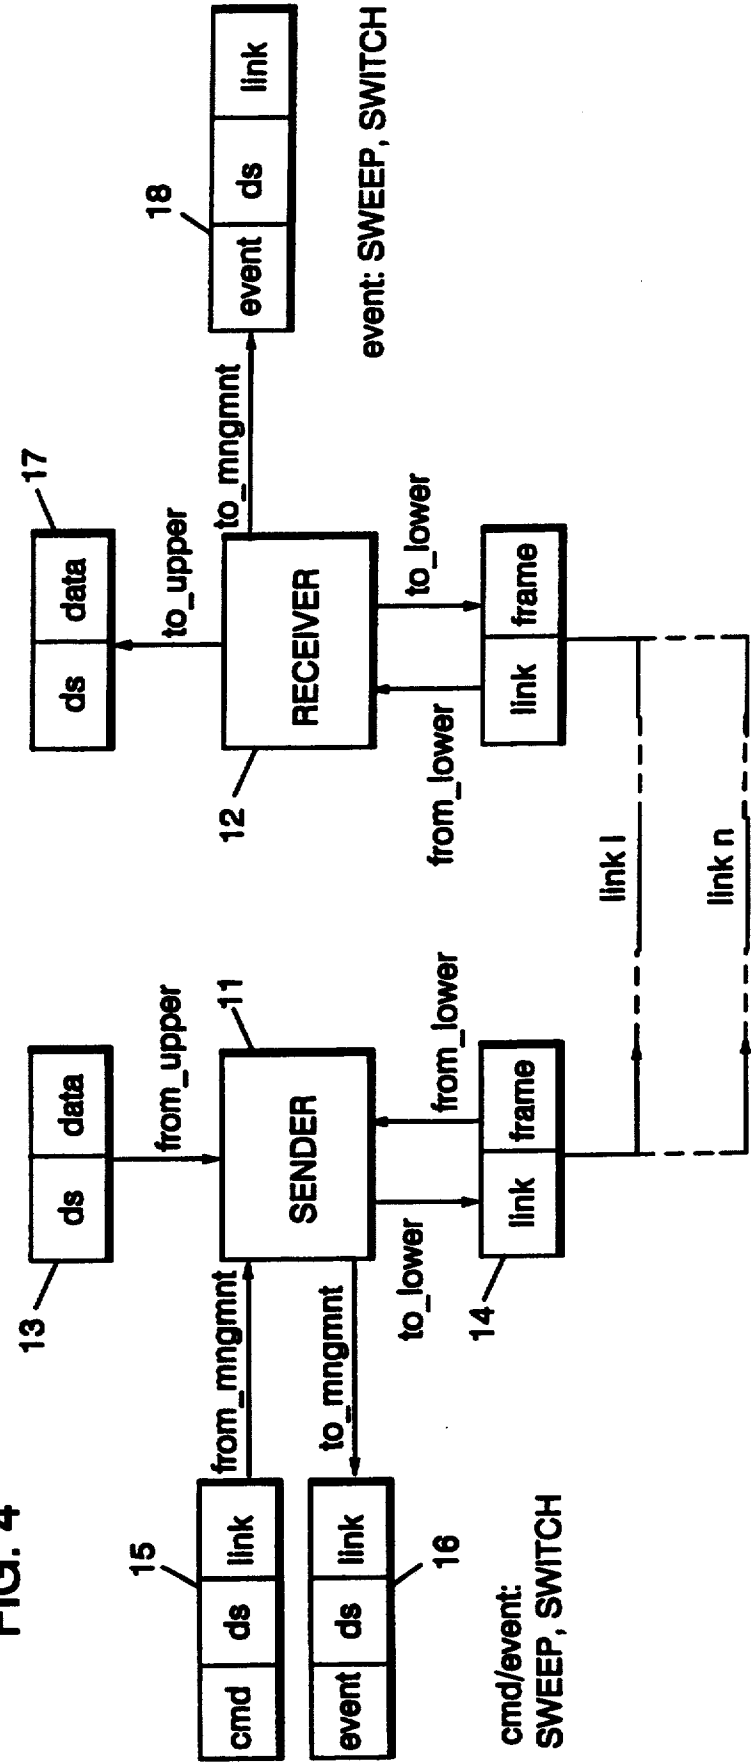 FIG. 4
13
ds data
from_upper
15
cmd ds link
from_mngmnt
SENDER
11
event ds link
16
to_mngmnt
to_lower
from_lower
14
link frame
cmd/event:
SWEEP, SWITCH
17
ds data
to_upper
12
RECEIVER
to_mngmnt
18
event ds link
from_lower
to_lower
link frame
event: SWEEP, SWITCH
link l
link n